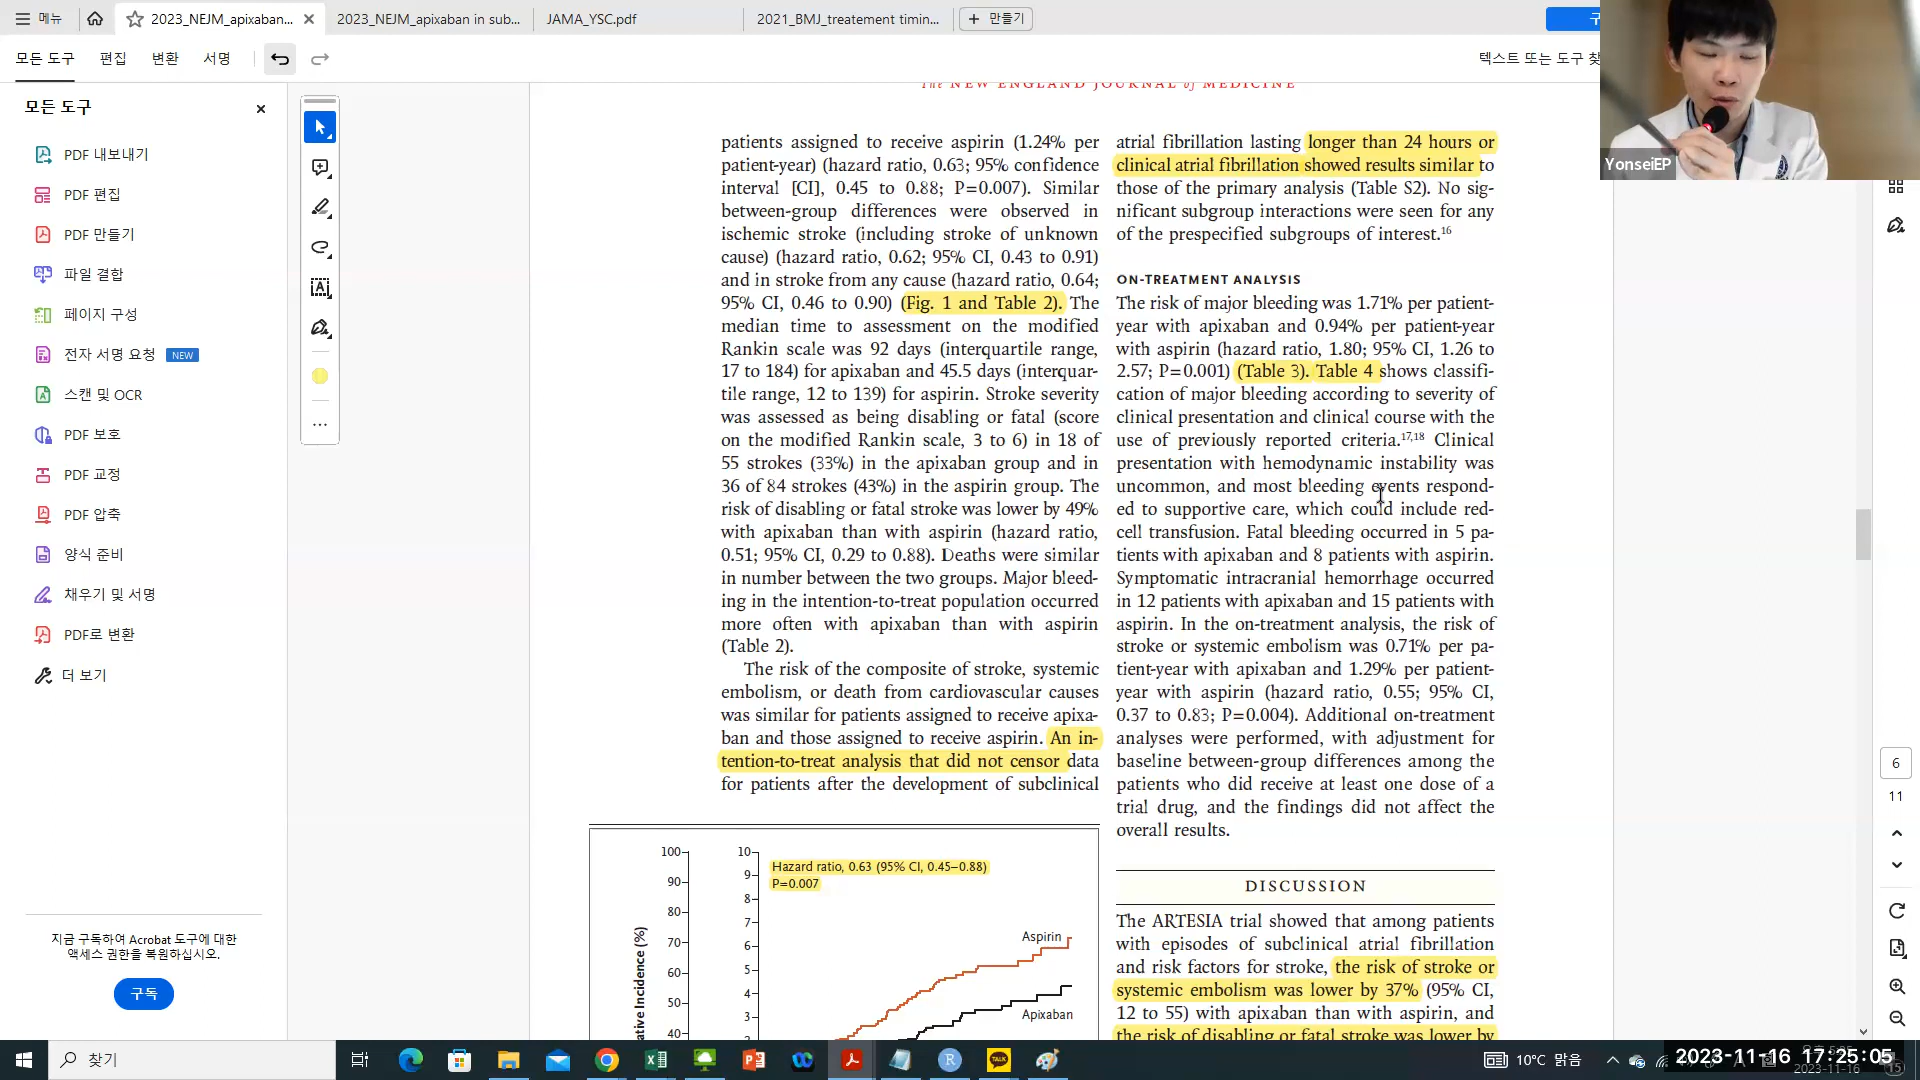 메뉴
2023_NEJM_apixaban...
2023_NEJM_apixaban in sub...
JAMA_YSC.pdf
2021_BMJ_treatement timin...
만들기
모든 도구
편집
변환
서명
텍스트 또는 도구 찾
YonseiEP
모든 도구
PDF 내보내기
PDF 편집
PDF 만들기
파일 결합
페이지 구성
전자 서명 요청 NEW
스캔 및 OCR
PDF 보호
PDF 교정
PDF 압축
양식 준비
채우기 및 서명
PDF로 변환
더 보기
지금 구독하여 Acrobat 도구에 대한
액세스 권한을 복원하십시오.
구독
The NEW ENGLAND JOURNAL of MEDICINE
patients assigned to receive aspirin (1.24% per
patient-year) (hazard ratio, 0.63; 95% confidence
interval [CI], 0.45 to 0.88; P=0.007). Similar
between-group differences were observed in
ischemic stroke (including stroke of unknown
cause) (hazard ratio, 0.62; 95% CI, 0.43 to 0.91)
and in stroke from any cause (hazard ratio, 0.64;
95% CI, 0.46 to 0.90) (Fig. 1 and Table 2). The
median time to assessment on the modified
Rankin scale was 92 days (interquartile range,
17 to 184) for apixaban and 45.5 days (interquar-
tile range, 12 to 139) for aspirin. Stroke severity
was assessed as being disabling or fatal (score
on the modified Rankin scale, 3 to 6) in 18 of
55 strokes (33%) in the apixaban group and in
36 of 84 strokes (43%) in the aspirin group. The
risk of disabling or fatal stroke was lower by 49%
with apixaban than with aspirin (hazard ratio,
0.51; 95% CI, 0.29 to 0.88). Deaths were similar
in number between the two groups. Major bleed-
ing in the intention-to-treat population occurred
more often with apixaban than with aspirin
(Table 2).
The risk of the composite of stroke, systemic
embolism, or death from cardiovascular causes
was similar for patients assigned to receive apixa-
ban and those assigned to receive aspirin. An in-
tention-to-treat analysis that did not censor data
for patients after the development of subclinical
atrial fibrillation lasting longer than 24 hours or
clinical atrial fibrillation showed results similar to
those of the primary analysis (Table S2). No sig-
nificant subgroup interactions were seen for any
of the prespecified subgroups of interest.16
ON-TREATMENT ANALYSIS
The risk of major bleeding was 1.71% per patient-
year with apixaban and 0.94% per patient-year
with aspirin (hazard ratio, 1.80; 95% CI, 1.26 to
2.57; P=0.001) (Table 3). Table 4 shows classifi-
cation of major bleeding according to severity of
clinical presentation and clinical course with the
use of previously reported criteria.17,18 Clinical
presentation with hemodynamic instability was
uncommon, and most bleeding events respond-
ed to supportive care, which could include red-
cell transfusion. Fatal bleeding occurred in 5 pa-
tients with apixaban and 8 patients with aspirin.
Symptomatic intracranial hemorrhage occurred
in 12 patients with apixaban and 15 patients with
aspirin. In the on-treatment analysis, the risk of
stroke or systemic embolism was 0.71% per pa-
tient-year with apixaban and 1.29% per patient-
year with aspirin (hazard ratio, 0.55; 95% CI,
0.37 to 0.83; P=0.004). Additional on-treatment
analyses were performed, with adjustment for
baseline between-group differences among the
patients who did receive at least one dose of a
trial drug, and the findings did not affect the
overall results.
DISCUSSION
The ARTESIA trial showed that among patients
with episodes of subclinical atrial fibrillation
and risk factors for stroke, the risk of stroke or
systemic embolism was lower by 37% (95% CI,
12 to 55) with apixaban than with aspirin, and
the risk of disabling or fatal stroke was lower by
100
90
80
70
60
50
40
10
9
8
7
6
5
4
3
Hazard ratio, 0.63 (95% CI, 0.45–0.88)
P=0.007
Aspirin
Apixaban
ative Incidence (%)
6
11
찾기
10°C 맑음
2023-11-16 17:25:05
2023-11-16
15